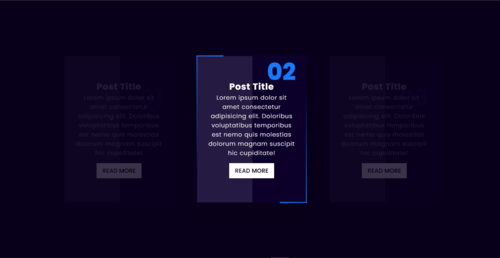 Post Title
Lorem ipsum dolor sit
amet consectetur
adipisicing elit. Doloribus
voluptatibus temporibus
est nemo quis molestias
dolorum magnam suscipit
hic cupiditate!
READ MORE
02
Post Title
Lorem ipsum dolor sit
amet consectetur
adipisicing elit. Doloribus
voluptatibus temporibus
est nemo quis molestias
dolorum magnam suscipit
hic cupiditate!
READ MORE
Post Title
Lorem ipsum dolor sit
amet consectetur
adipisicing elit. Doloribus
voluptatibus temporibus
est nemo quis molestias
dolorum magnam suscipit
hic cupiditate!
READ MORE